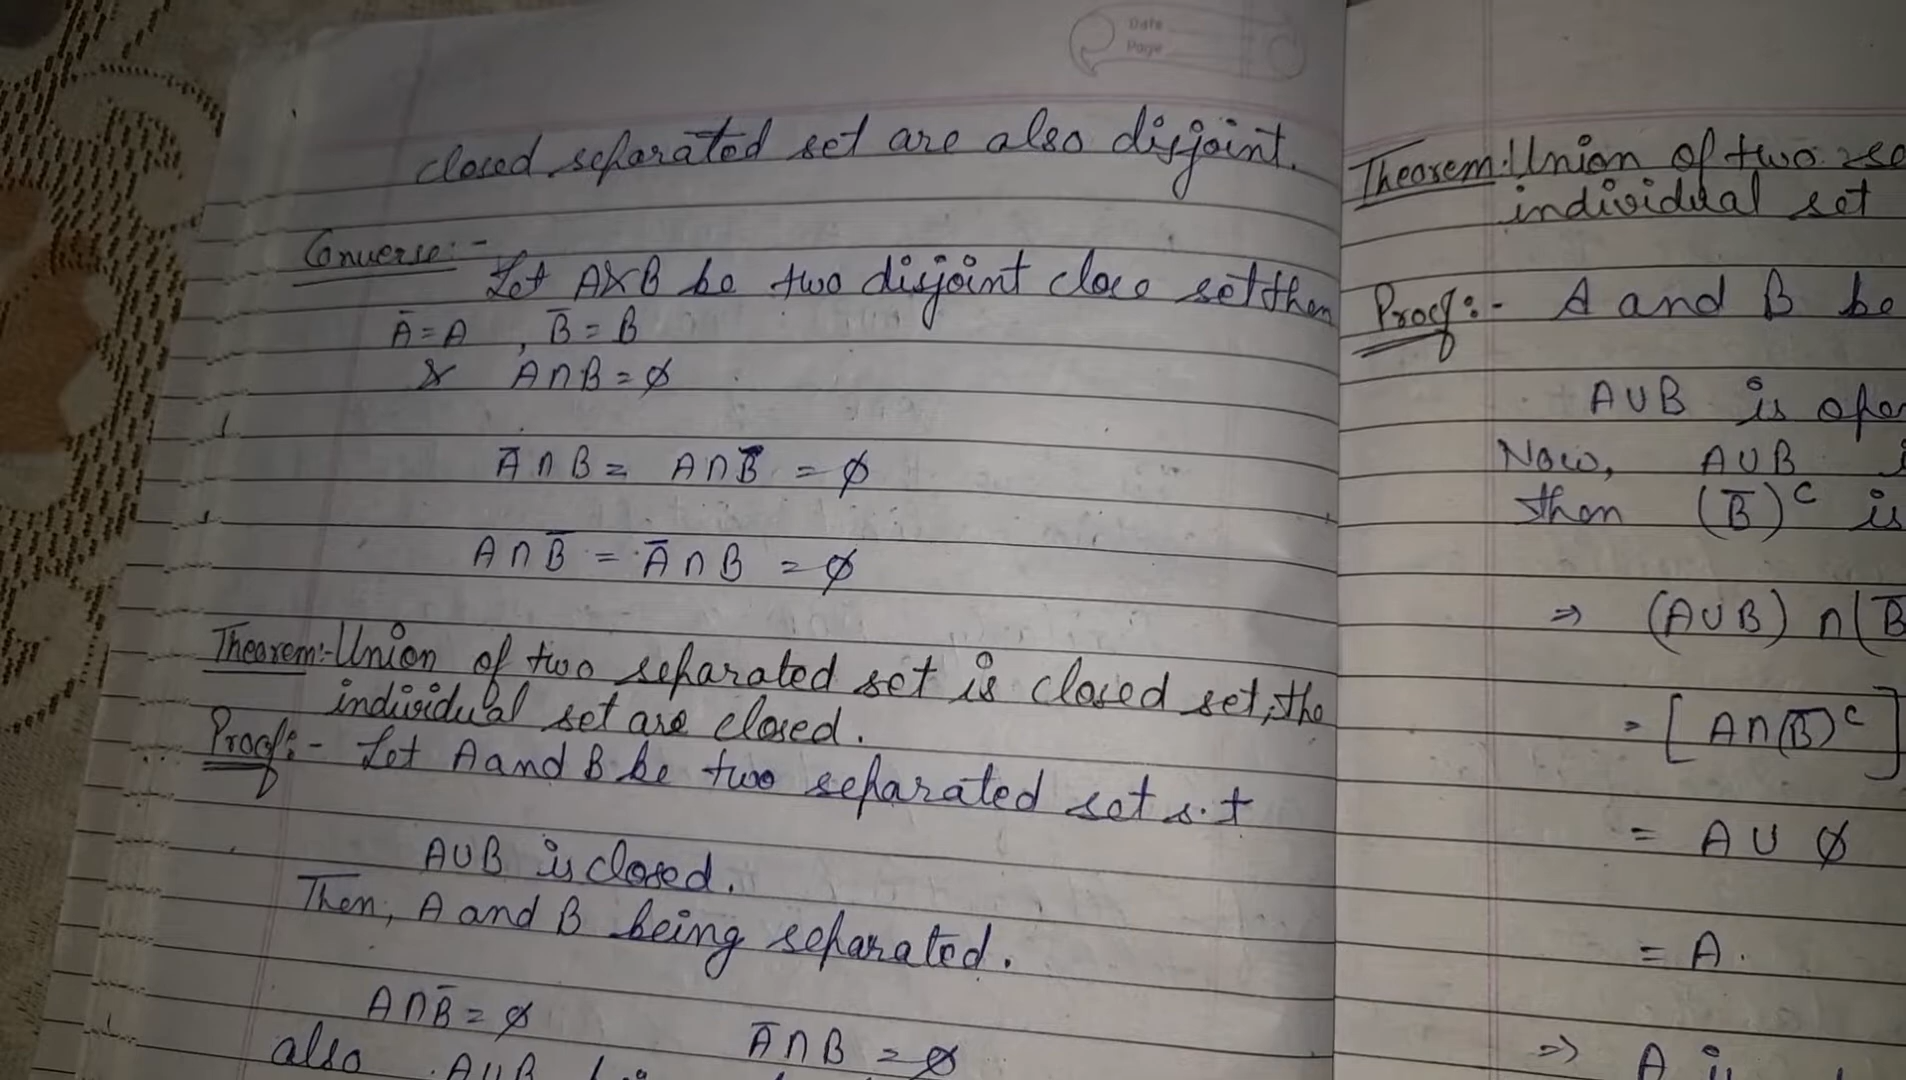 Date
Page
closed separated set are also disjoint.
Converse:-
Let A & B be two disjoint close set then
Ā = A , B̅ = B
& A∩B = ∅
Ā∩B = A∩B̅ = ∅
A∩B̅ = Ā∩B = ∅
Theorem:- Union of two separated set is closed set, the
individual set are closed.
Proof:- Let A and B be two separated set s.t
A∪B is closed.
Then, A and B being separated.
A∩B̅ = ∅ Ā∩B = ∅
also A∪B
Theorem: Union of two
individual set
Proof:- A and B be
A∪B is
Now, A∪B
then (B̅)ᶜ is
⇒ (A∪B) ∩ (B̅
= [A∩(B̅)ᶜ]
= A ∪ ∅
= A.
⇒ A